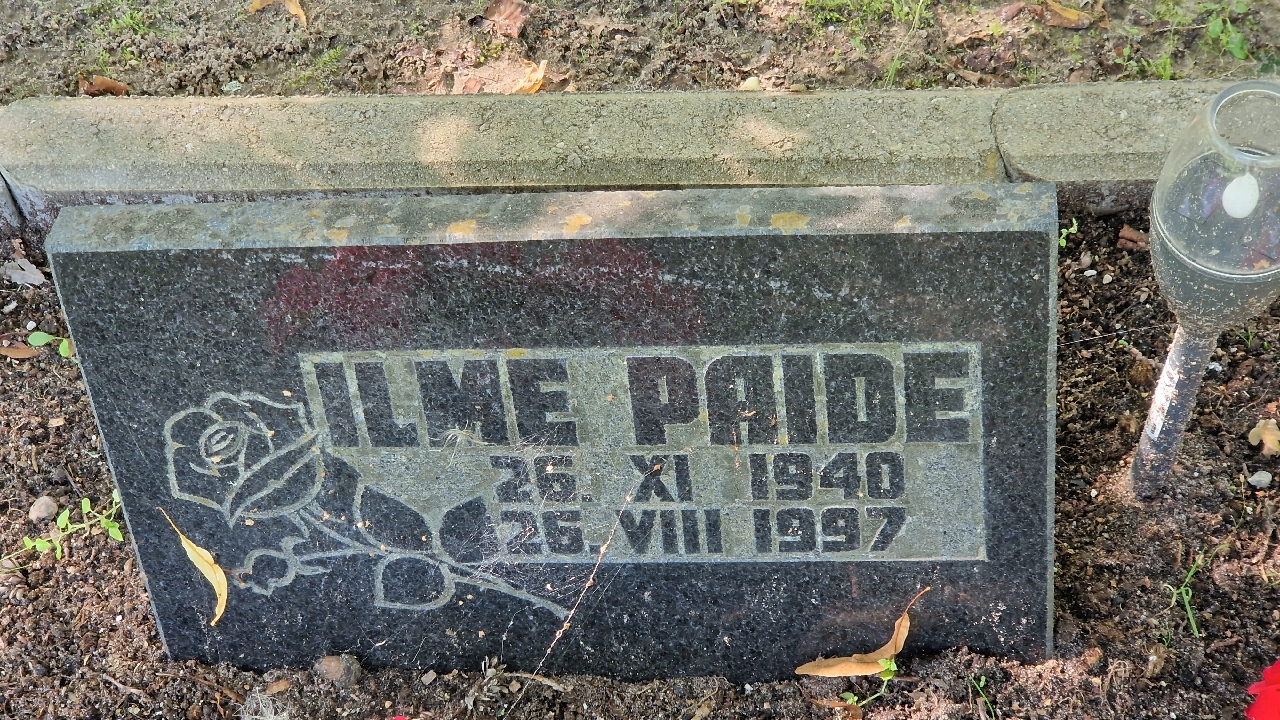 ILME PAIDE
26. XI 1940
26. VIII 1997